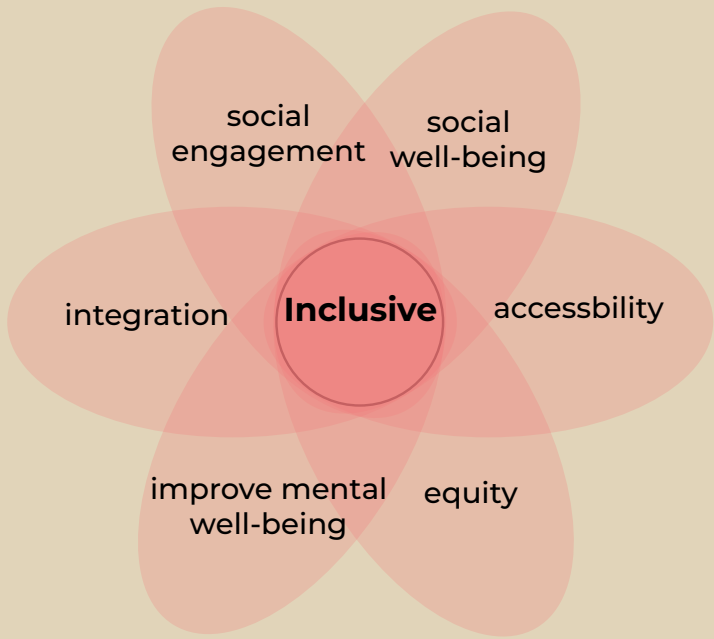 social
engagement
social
well-being
integration
Inclusive
accessbility
improve mental
well-being
equity